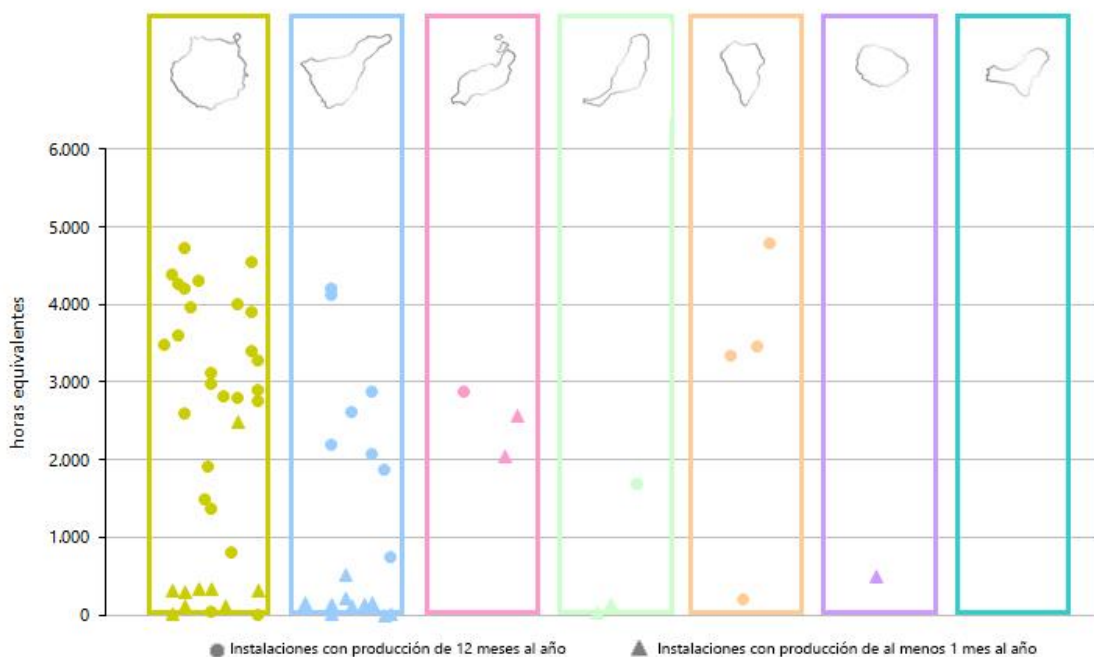 6.000
5.000
4.000
3.000
2.000
1.000
0
horas equivalentes
Instalaciones con producción de 12 meses al año
Instalaciones con producción de al menos 1 mes al año